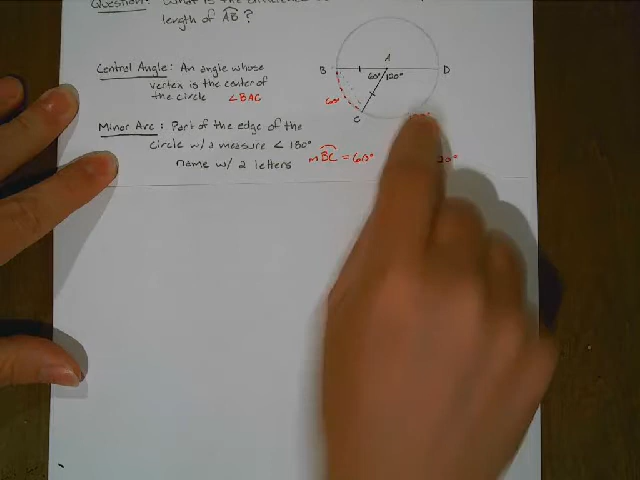 Question: What is the difference
length of AB ?
Central Angle: An angle whose
vertex is the center of
the circle ∠BAC
Minor Arc: Part of the edge of the
circle w/ a measure < 180°
name w/ 2 letters mBC = 60° 20°
A
B
D
60° 120°
60°
C